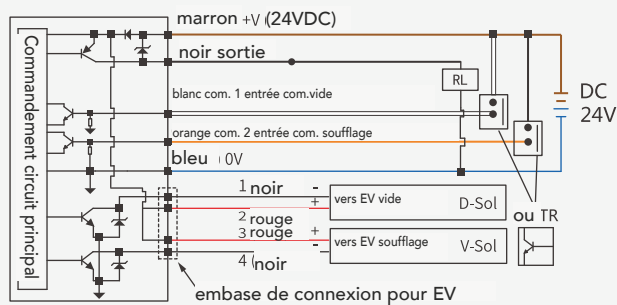 marron +V (24VDC)
noir sortie
RL
blanc com. 1 entrée com.vide
DC
24V
orange com. 2 entrée com. soufflage
bleu (0V
Commandement circuit principal
1 noir -
+ vers EV vide D-Sol
2 rouge
ou TR
3 rouge +
- vers EV soufflage V-Sol
4 (noir
embase de connexion pour EV